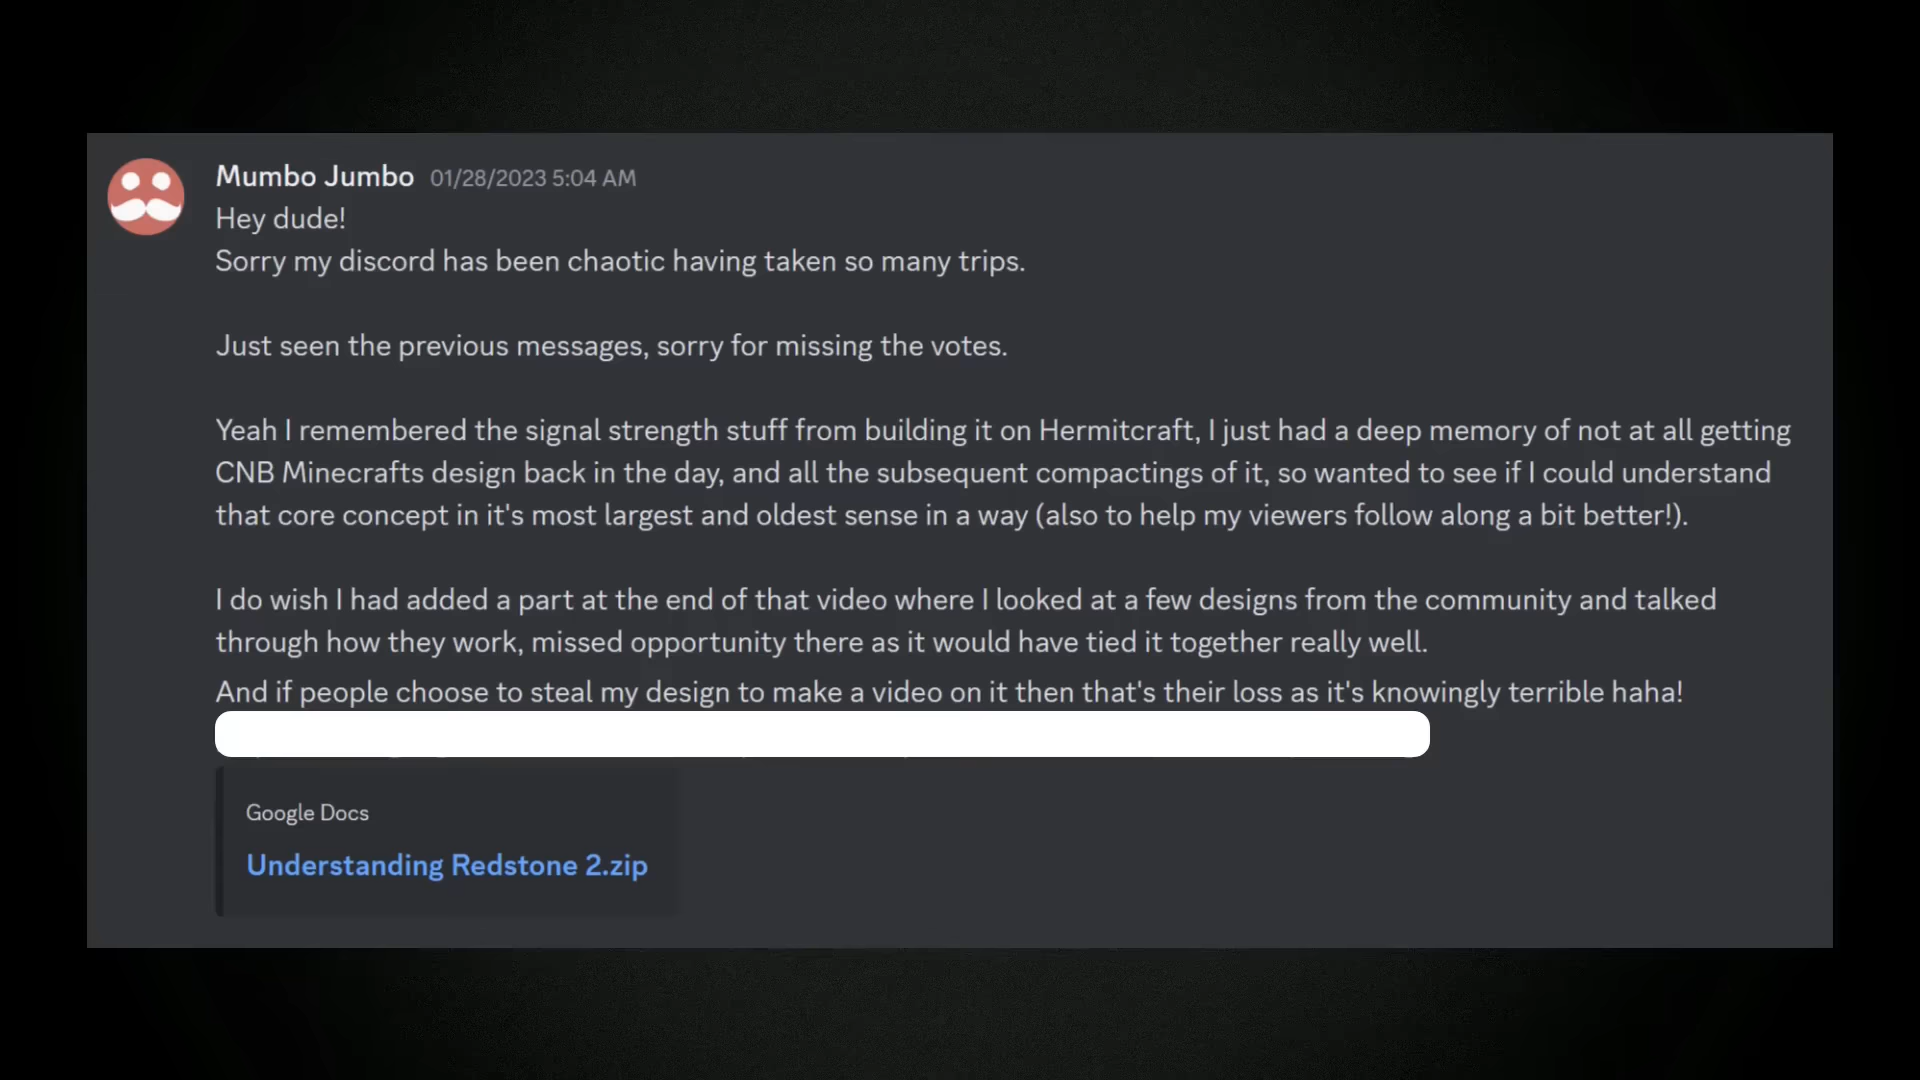 Mumbo Jumbo 01/28/2023 5:04 AM
Hey dude!
Sorry my discord has been chaotic having taken so many trips.
Just seen the previous messages, sorry for missing the votes.
Yeah I remembered the signal strength stuff from building it on Hermitcraft, I just had a deep memory of not at all getting
CNB Minecrafts design back in the day, and all the subsequent compactings of it, so wanted to see if I could understand
that core concept in it's most largest and oldest sense in a way (also to help my viewers follow along a bit better!).
I do wish I had added a part at the end of that video where I looked at a few designs from the community and talked
through how they work, missed opportunity there as it would have tied it together really well.
And if people choose to steal my design to make a video on it then that's their loss as it's knowingly terrible haha!
Google Docs
Understanding Redstone 2.zip